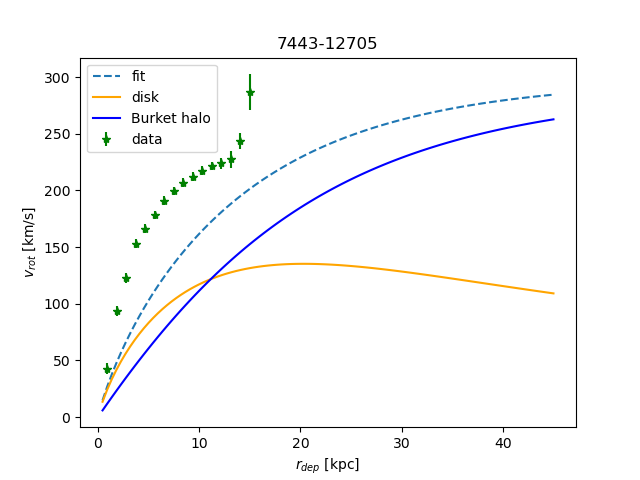 7443-12705
fit
disk
Burket halo
data
300
250
200
150
100
50
0
v_rot [km/s]
0 10 20 30 40
r_dep [kpc]